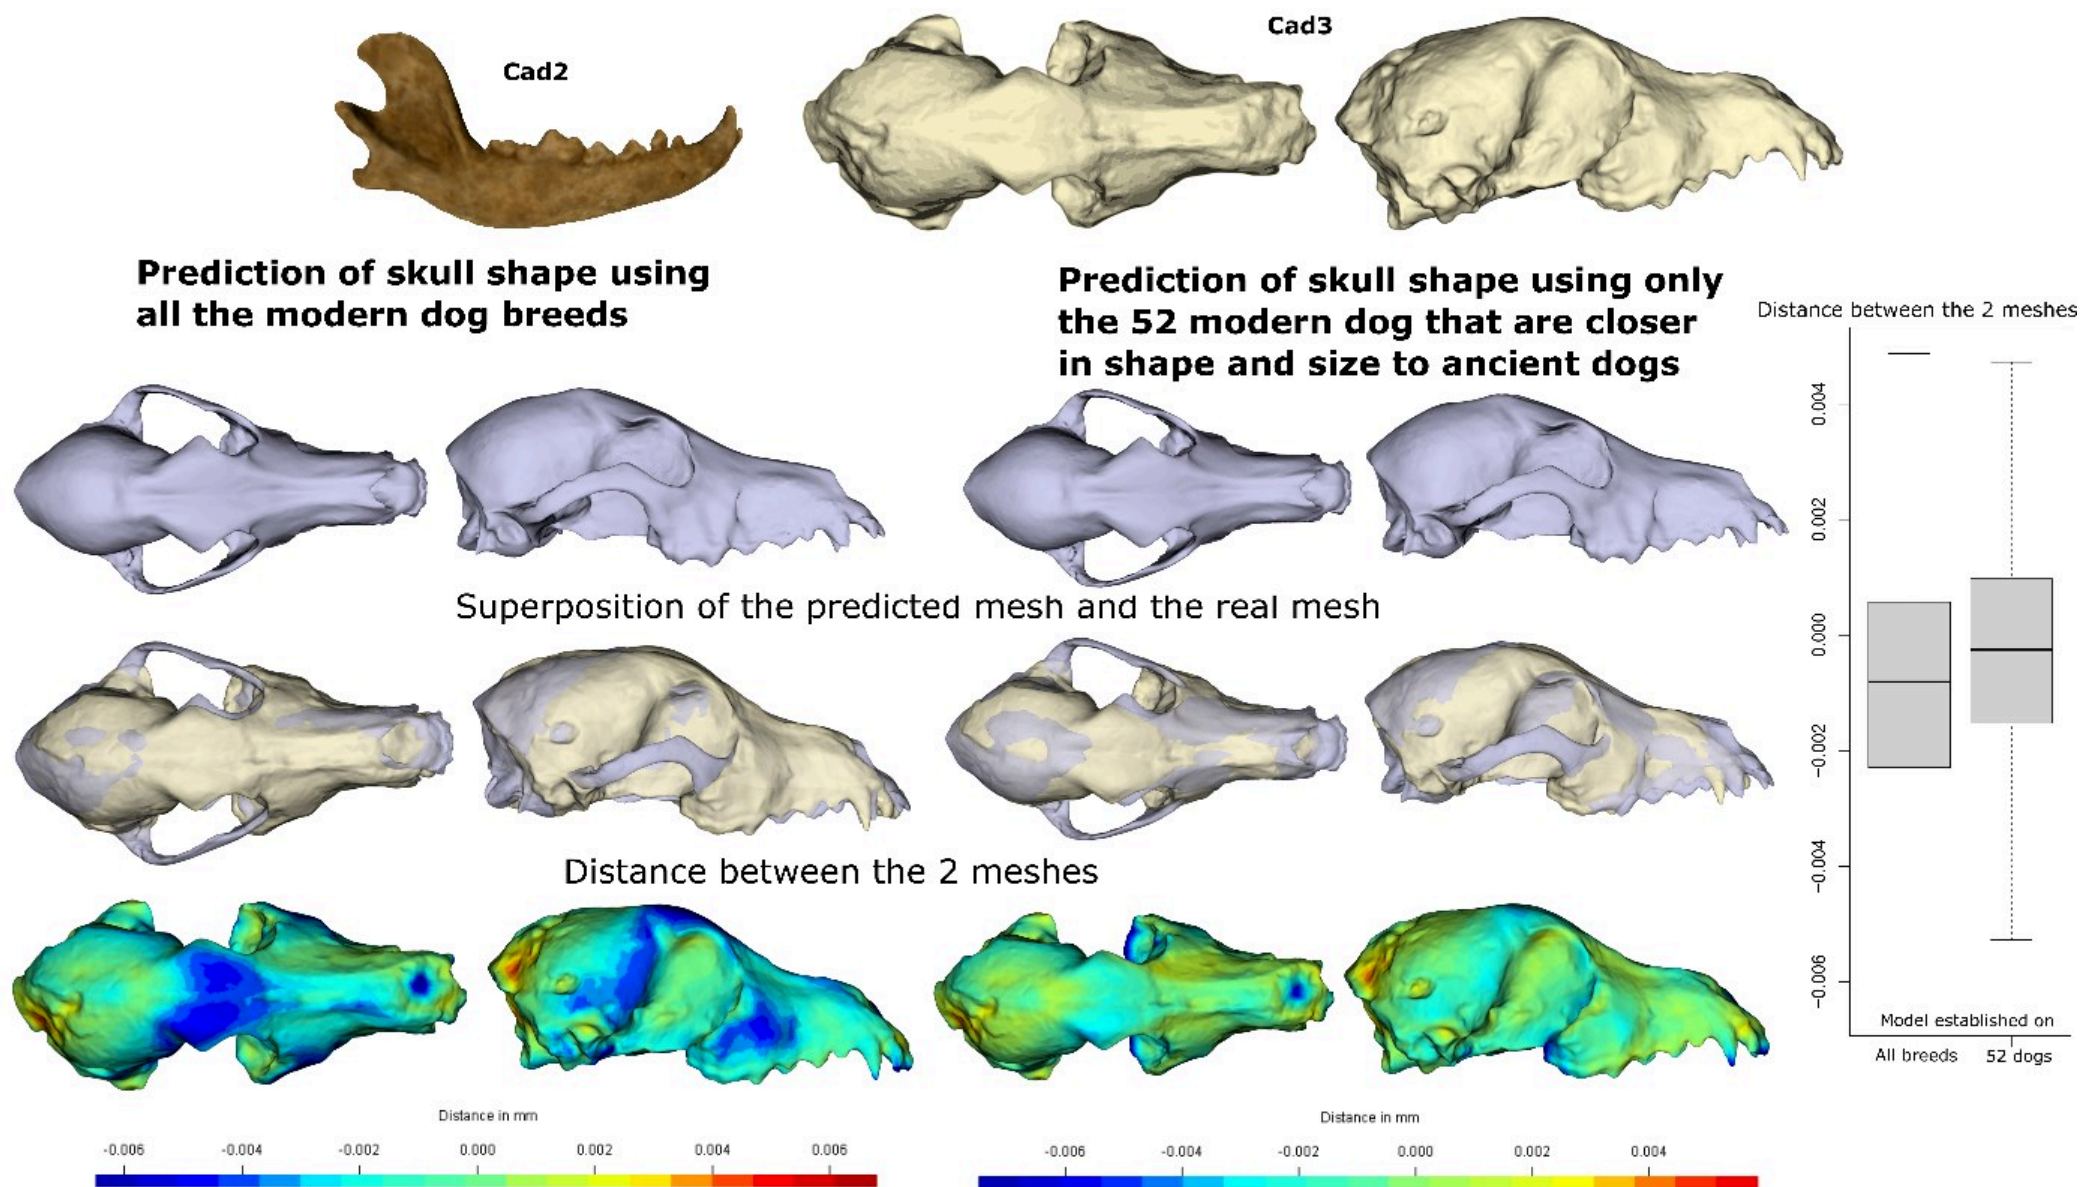 Cad2
Cad3
Prediction of skull shape using
all the modern dog breeds
Prediction of skull shape using only
the 52 modern dog that are closer
in shape and size to ancient dogs
Distance between the 2 meshes
0.004
0.002
0.000
-0.002
-0.004
-0.006
Model established on
All breeds
52 dogs
Superposition of the predicted mesh and the real mesh
Distance between the 2 meshes
Distance in mm
-0.006 -0.004 -0.002 0.000 0.002 0.004 0.006
Distance in mm
-0.006 -0.004 -0.002 0.000 0.002 0.004